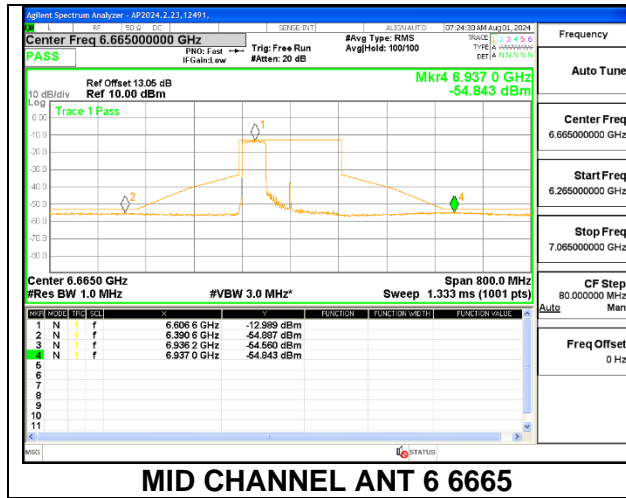 Agilent Spectrum Analyzer - AP2024.2.23,12491,
L RF 50 Ω DC SENSE:INT ALIGN AUTO 07:24:30 AM Aug 01, 2024
Center Freq 6.665000000 GHz #Avg Type: RMS TRACE 1 2 3 4 5 6
PASS PNO: Fast Trig: Free Run Avg|Hold: 100/100 TYPE A
IFGain:Low #Atten: 20 dB DET A N N N N N
Ref Offset 13.05 dB Mkr4 6.937 0 GHz
10 dB/div Ref 10.00 dBm -54.843 dBm
Log
Trace 1 Pass
0.00
-10.0
-20.0
-30.0
-40.0
-50.0
-60.0
-70.0
-80.0
1
2
4
Center 6.6650 GHz Span 800.0 MHz
#Res BW 1.0 MHz #VBW 3.0 MHz* Sweep 1.333 ms (1001 pts)
MKR MODE TRC SCL X Y FUNCTION FUNCTION WIDTH FUNCTION VALUE
1 N 1 f 6.606 6 GHz -12.989 dBm
2 N 1 f 6.390 6 GHz -54.887 dBm
3 N 1 f 6.936 2 GHz -54.560 dBm
4 N 1 f 6.937 0 GHz -54.843 dBm
5
6
7
8
9
10
11
MSG STATUS
Frequency
Auto Tune
Center Freq
6.665000000 GHz
Start Freq
6.265000000 GHz
Stop Freq
7.065000000 GHz
CF Step
80.000000 MHz
Auto Man
Freq Offset
0 Hz
MID CHANNEL ANT 6 6665